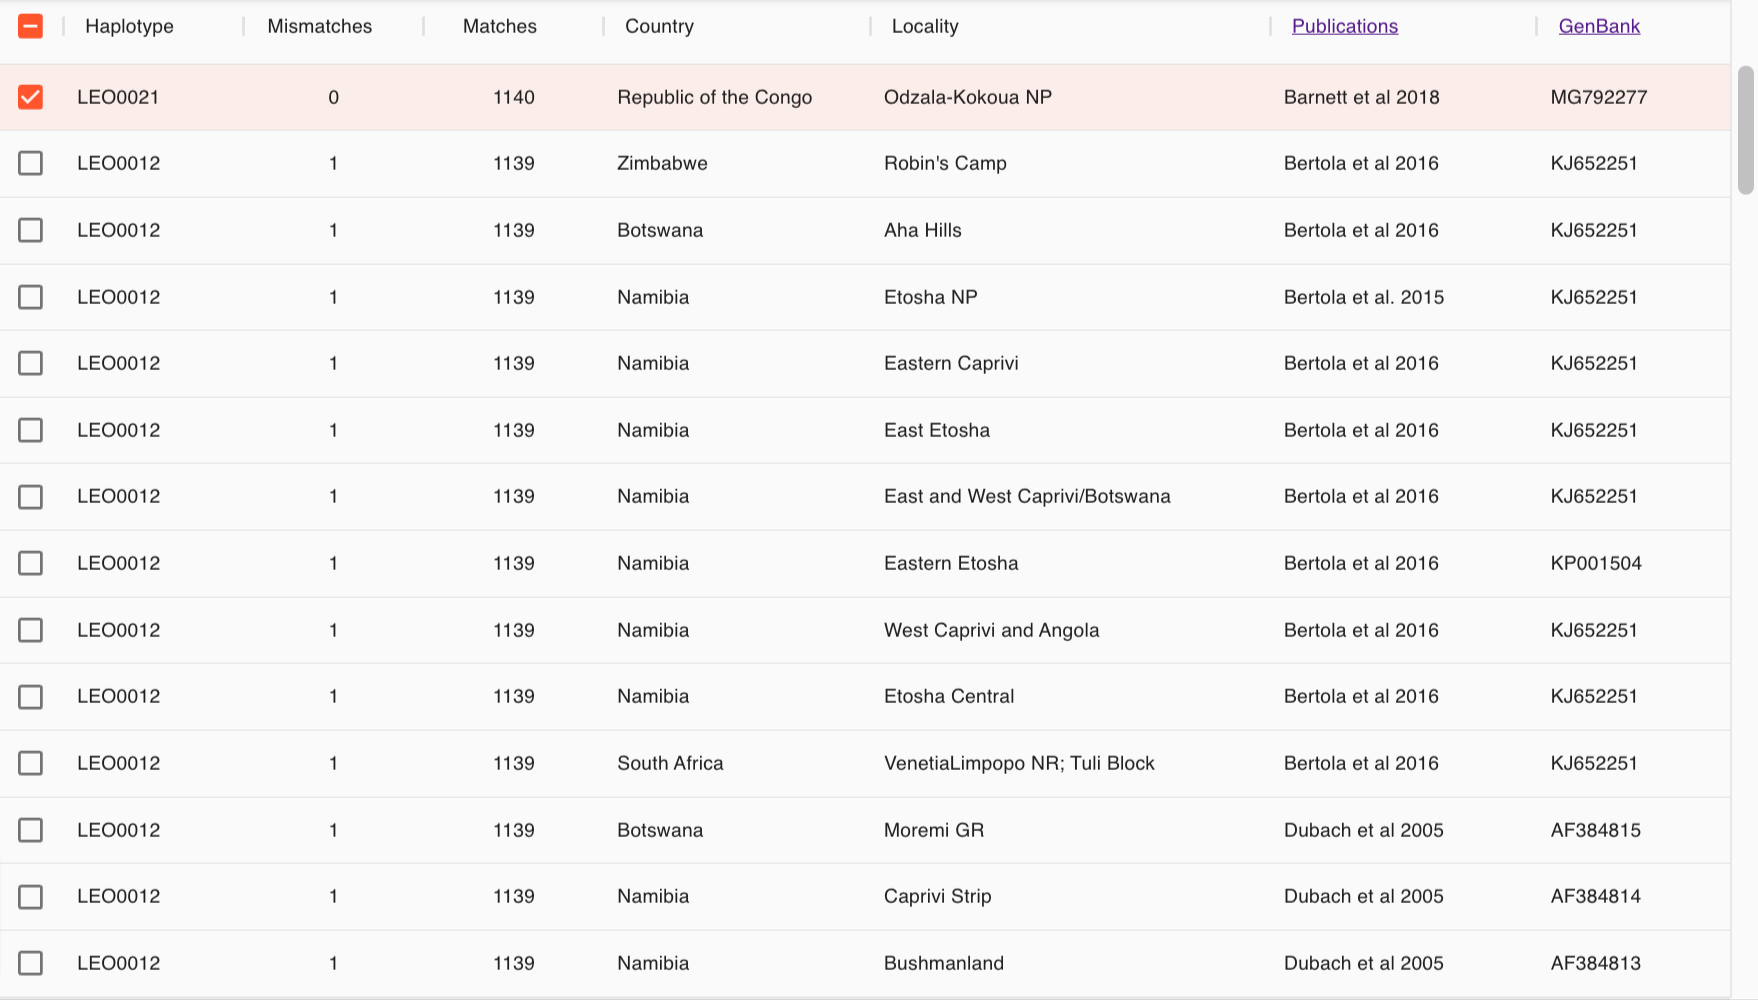 Haplotype Mismatches Matches Country Locality Publications GenBank
LEO0021 0 1140 Republic of the Congo Odzala-Kokoua NP Barnett et al 2018 MG792277
LEO0012 1 1139 Zimbabwe Robin's Camp Bertola et al 2016 KJ652251
LEO0012 1 1139 Botswana Aha Hills Bertola et al 2016 KJ652251
LEO0012 1 1139 Namibia Etosha NP Bertola et al. 2015 KJ652251
LEO0012 1 1139 Namibia Eastern Caprivi Bertola et al 2016 KJ652251
LEO0012 1 1139 Namibia East Etosha Bertola et al 2016 KJ652251
LEO0012 1 1139 Namibia East and West Caprivi/Botswana Bertola et al 2016 KJ652251
LEO0012 1 1139 Namibia Eastern Etosha Bertola et al 2016 KP001504
LEO0012 1 1139 Namibia West Caprivi and Angola Bertola et al 2016 KJ652251
LEO0012 1 1139 Namibia Etosha Central Bertola et al 2016 KJ652251
LEO0012 1 1139 South Africa VenetiaLimpopo NR; Tuli Block Bertola et al 2016 KJ652251
LEO0012 1 1139 Botswana Moremi GR Dubach et al 2005 AF384815
LEO0012 1 1139 Namibia Caprivi Strip Dubach et al 2005 AF384814
LEO0012 1 1139 Namibia Bushmanland Dubach et al 2005 AF384813